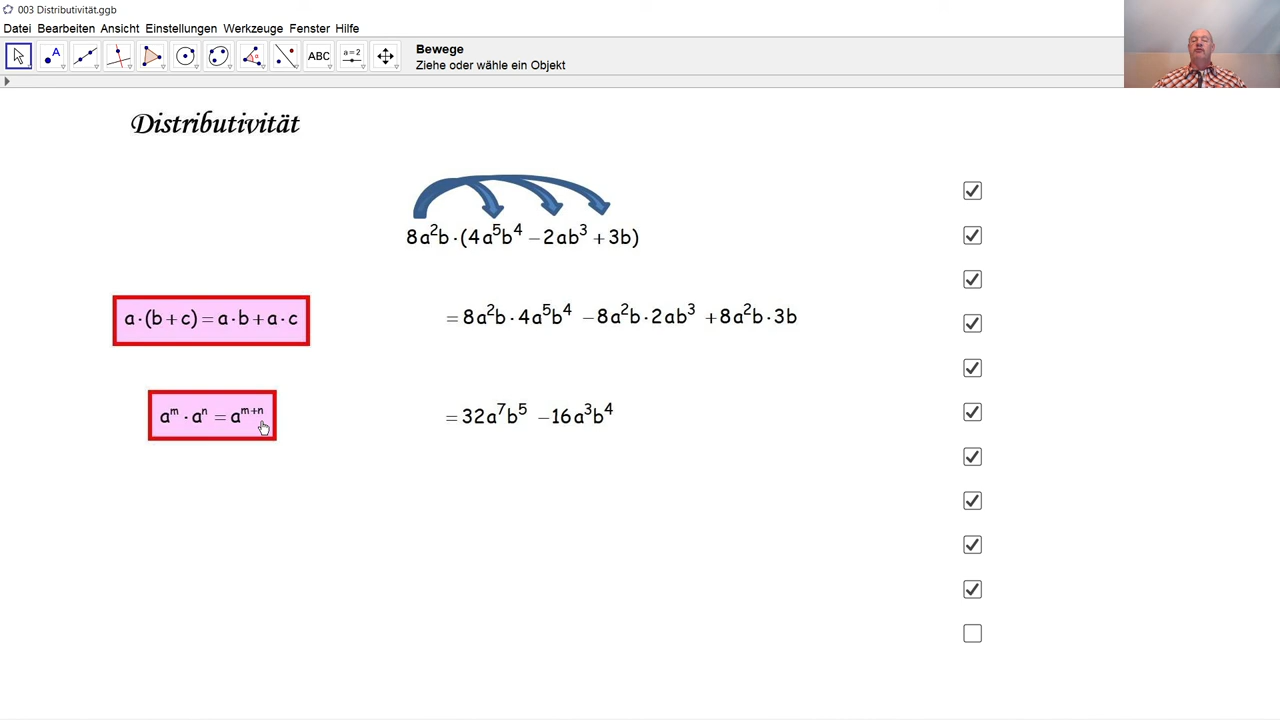 003 Distributivität.ggb
Datei Bearbeiten Ansicht Einstellungen Werkzeuge Fenster Hilfe
A ABC a=2 Bewege
Ziehe oder wähle ein Objekt
Distributivität
8a²b·(4a⁵b⁴ −2ab³ +3b)
a·(b+c)=a·b+a·c
=8a²b·4a⁵b⁴ −8a²b·2ab³ +8a²b·3b
aᵐ·aⁿ=aᵐ⁺ⁿ
=32a⁷b⁵ −16a³b⁴